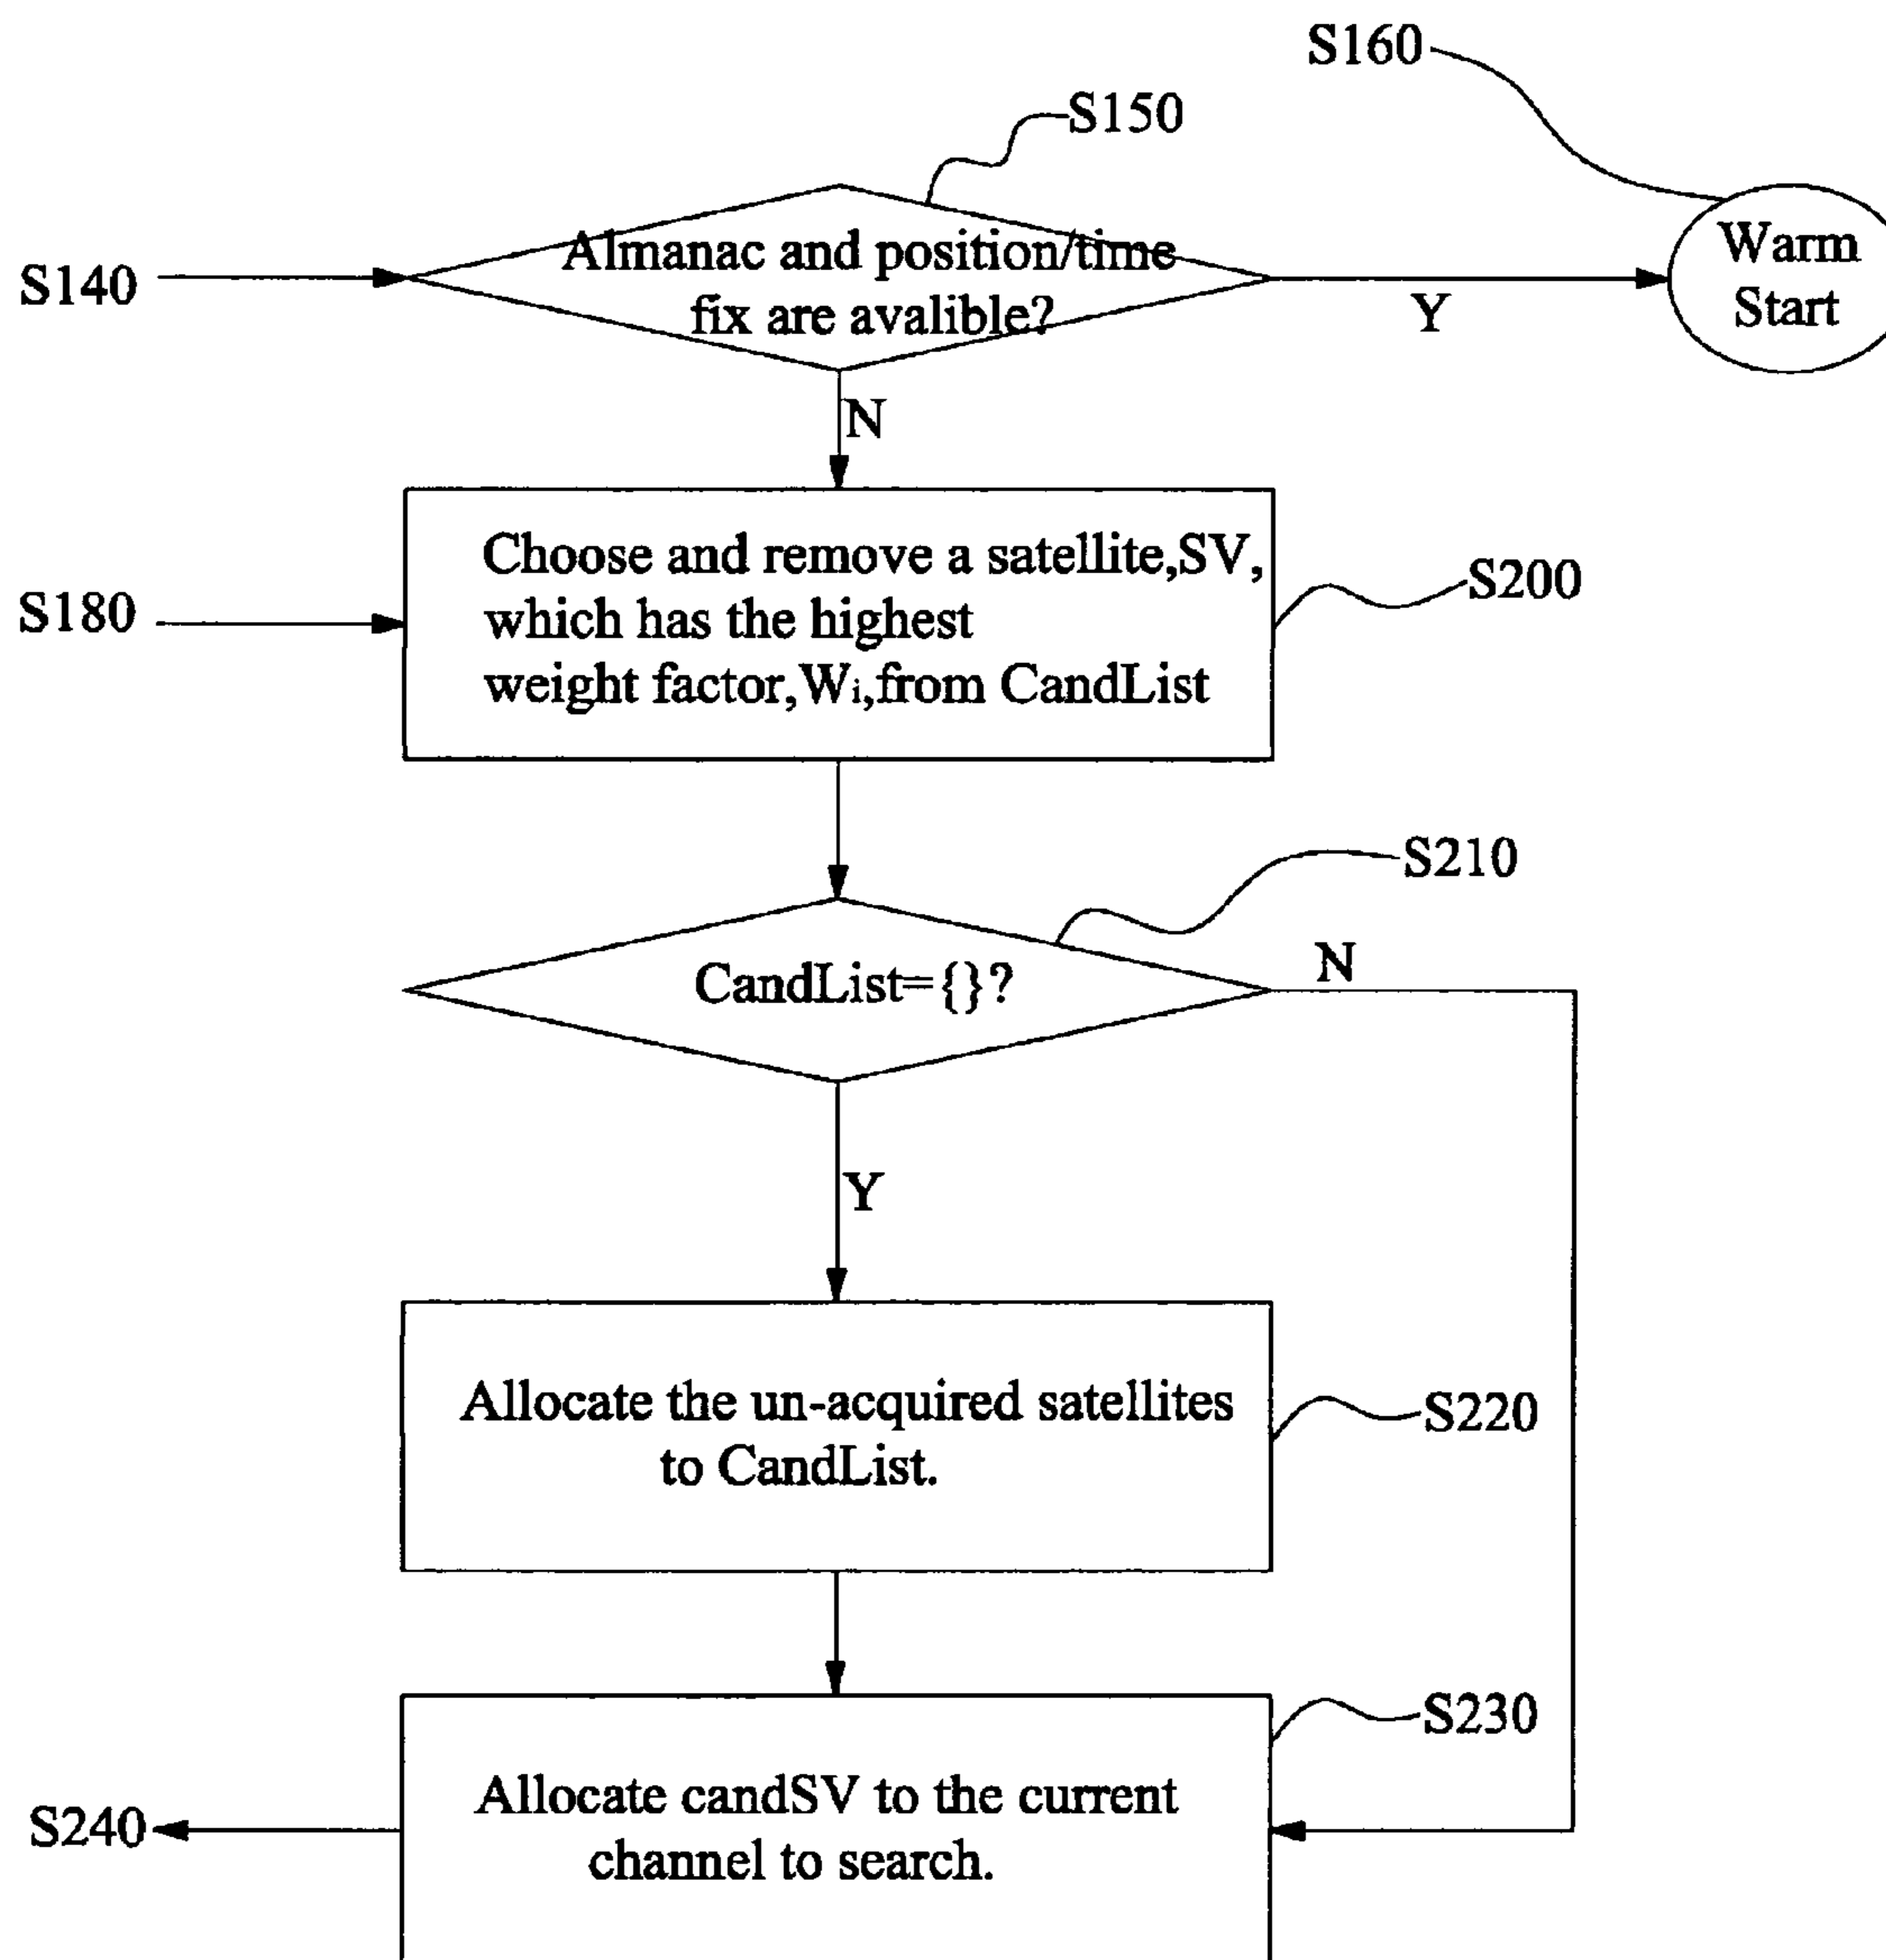 S160
S150
Almanac and position/time
fix are avalible?
Warm
Start
S140
Y
N
Choose and remove a satellite,SV,
which has the highest
weight factor,Wi,from CandList
S200
S180
S210
CandList={}?
N
Y
Allocate the un-acquired satellites
to CandList.
S220
S230
Allocate candSV to the current
channel to search.
S240